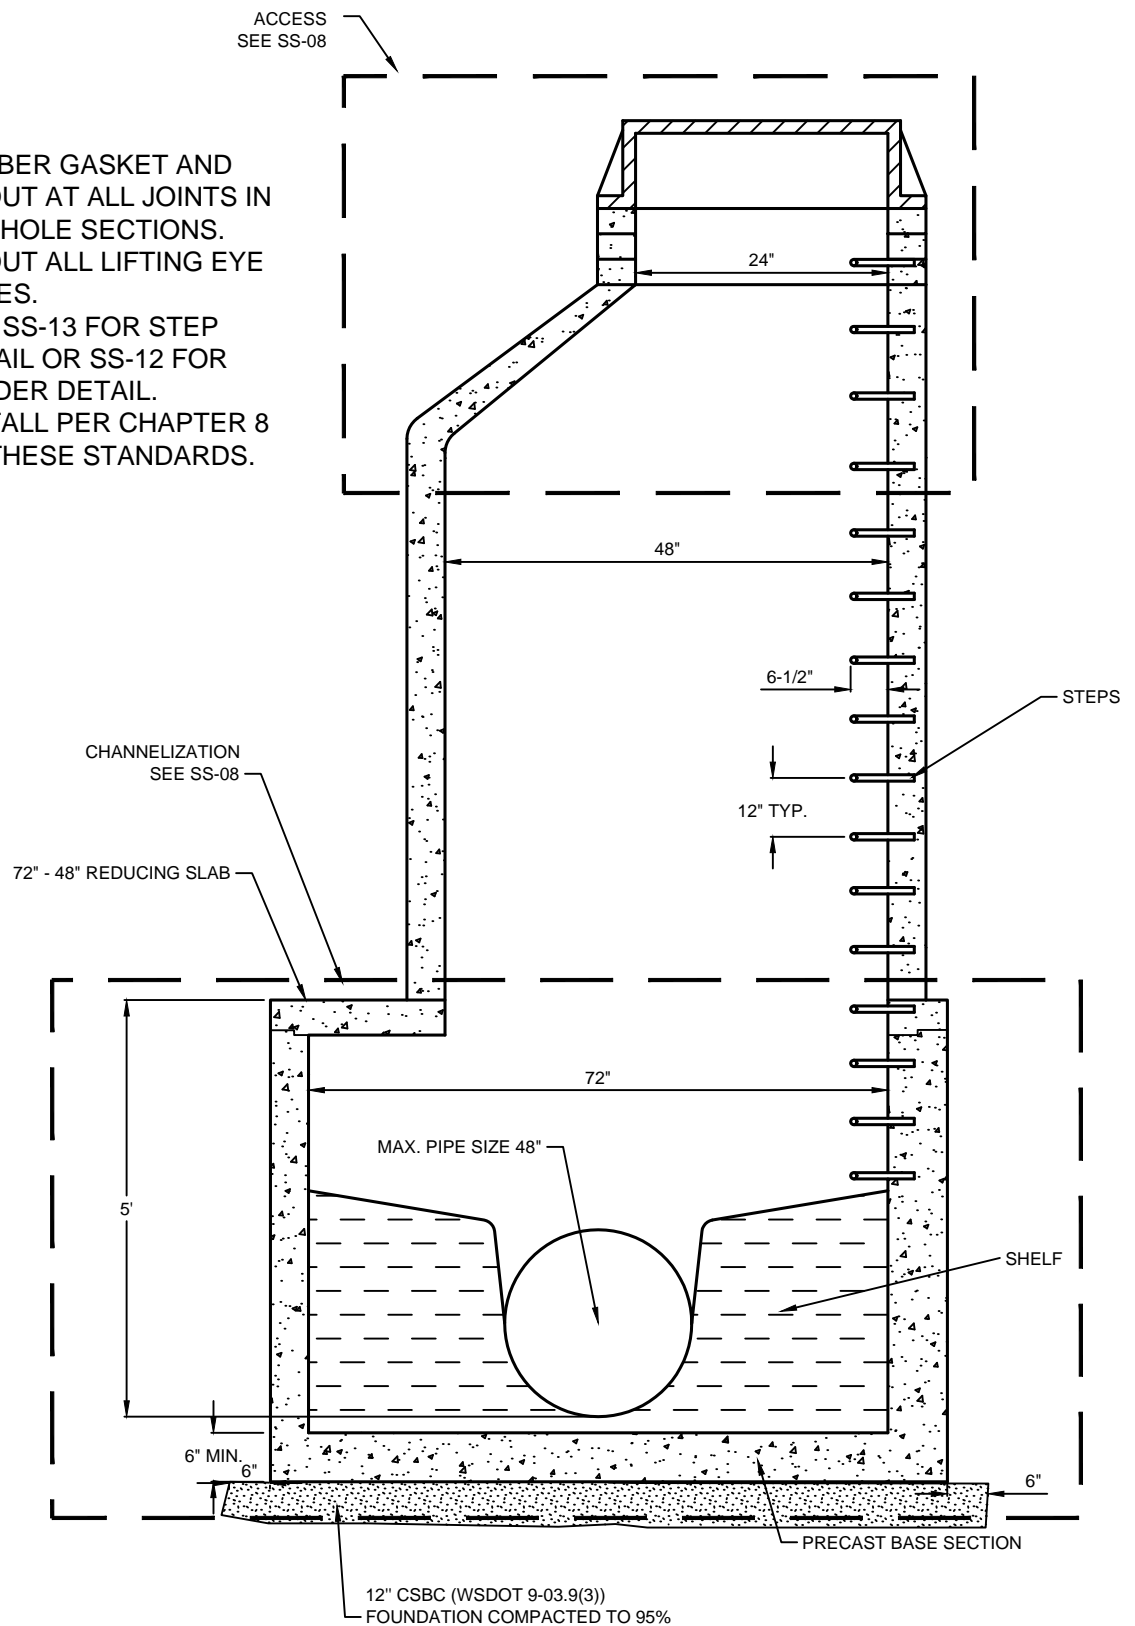 ACCESS
SEE SS-08
BER GASKET AND
OUT AT ALL JOINTS IN
HOLE SECTIONS.
OUT ALL LIFTING EYE
ES.
SS-13 FOR STEP
AIL OR SS-12 FOR
DER DETAIL.
TALL PER CHAPTER 8
THESE STANDARDS.
24"
48"
6-1/2"
STEPS
CHANNELIZATION
SEE SS-08
12" TYP.
72" - 48" REDUCING SLAB
72"
MAX. PIPE SIZE 48"
5'
SHELF
6" MIN.
6"
6"
PRECAST BASE SECTION
12" CSBC (WSDOT 9-03.9(3))
FOUNDATION COMPACTED TO 95%